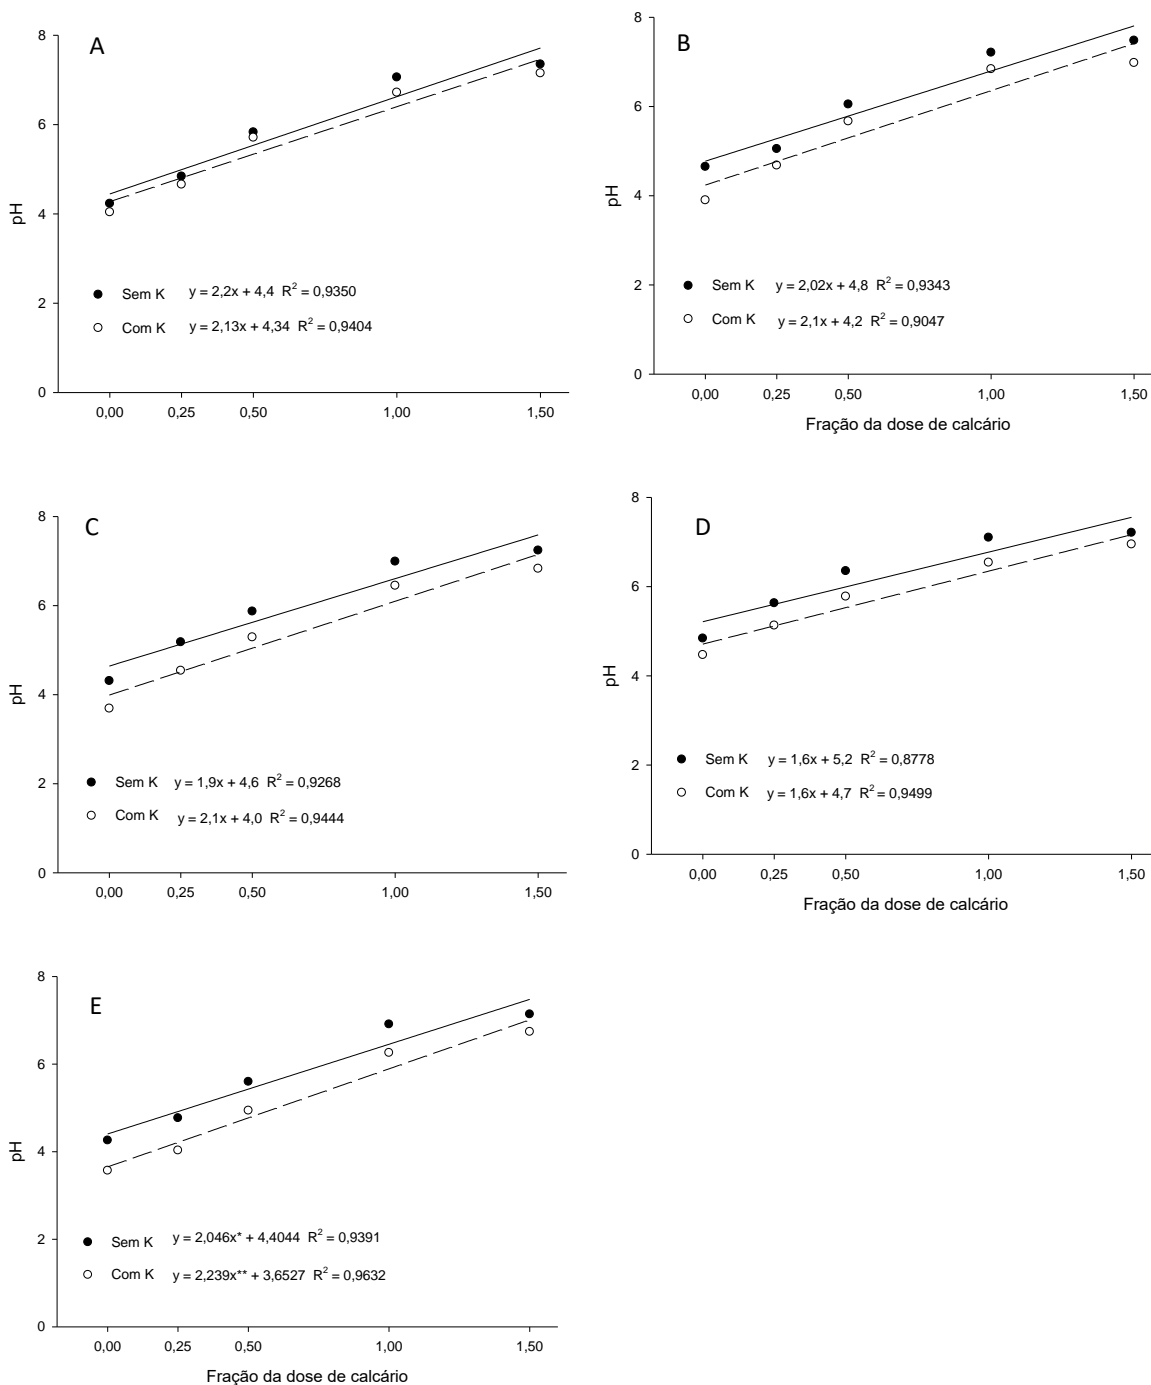 A
8
6
4
2
0
pH
Sem K y = 2,2x + 4,4 R² = 0,9350
Com K y = 2,13x + 4,34 R² = 0,9404
0,00 0,25 0,50 1,00 1,50
B
8
6
4
2
0
pH
Sem K y = 2,02x + 4,8 R² = 0,9343
Com K y = 2,1x + 4,2 R² = 0,9047
0,00 0,25 0,50 1,00 1,50
Fração da dose de calcário
C
8
6
4
2
0
pH
Sem K y = 1,9x + 4,6 R² = 0,9268
Com K y = 2,1x + 4,0 R² = 0,9444
0,00 0,25 0,50 1,00 1,50
D
8
6
4
2
0
pH
Sem K y = 1,6x + 5,2 R² = 0,8778
Com K y = 1,6x + 4,7 R² = 0,9499
0,00 0,25 0,50 1,00 1,50
Fração da dose de calcário
E
8
6
4
2
0
pH
Sem K y = 2,046x* + 4,4044 R² = 0,9391
Com K y = 2,239x** + 3,6527 R² = 0,9632
0,00 0,25 0,50 1,00 1,50
Fração da dose de calcário